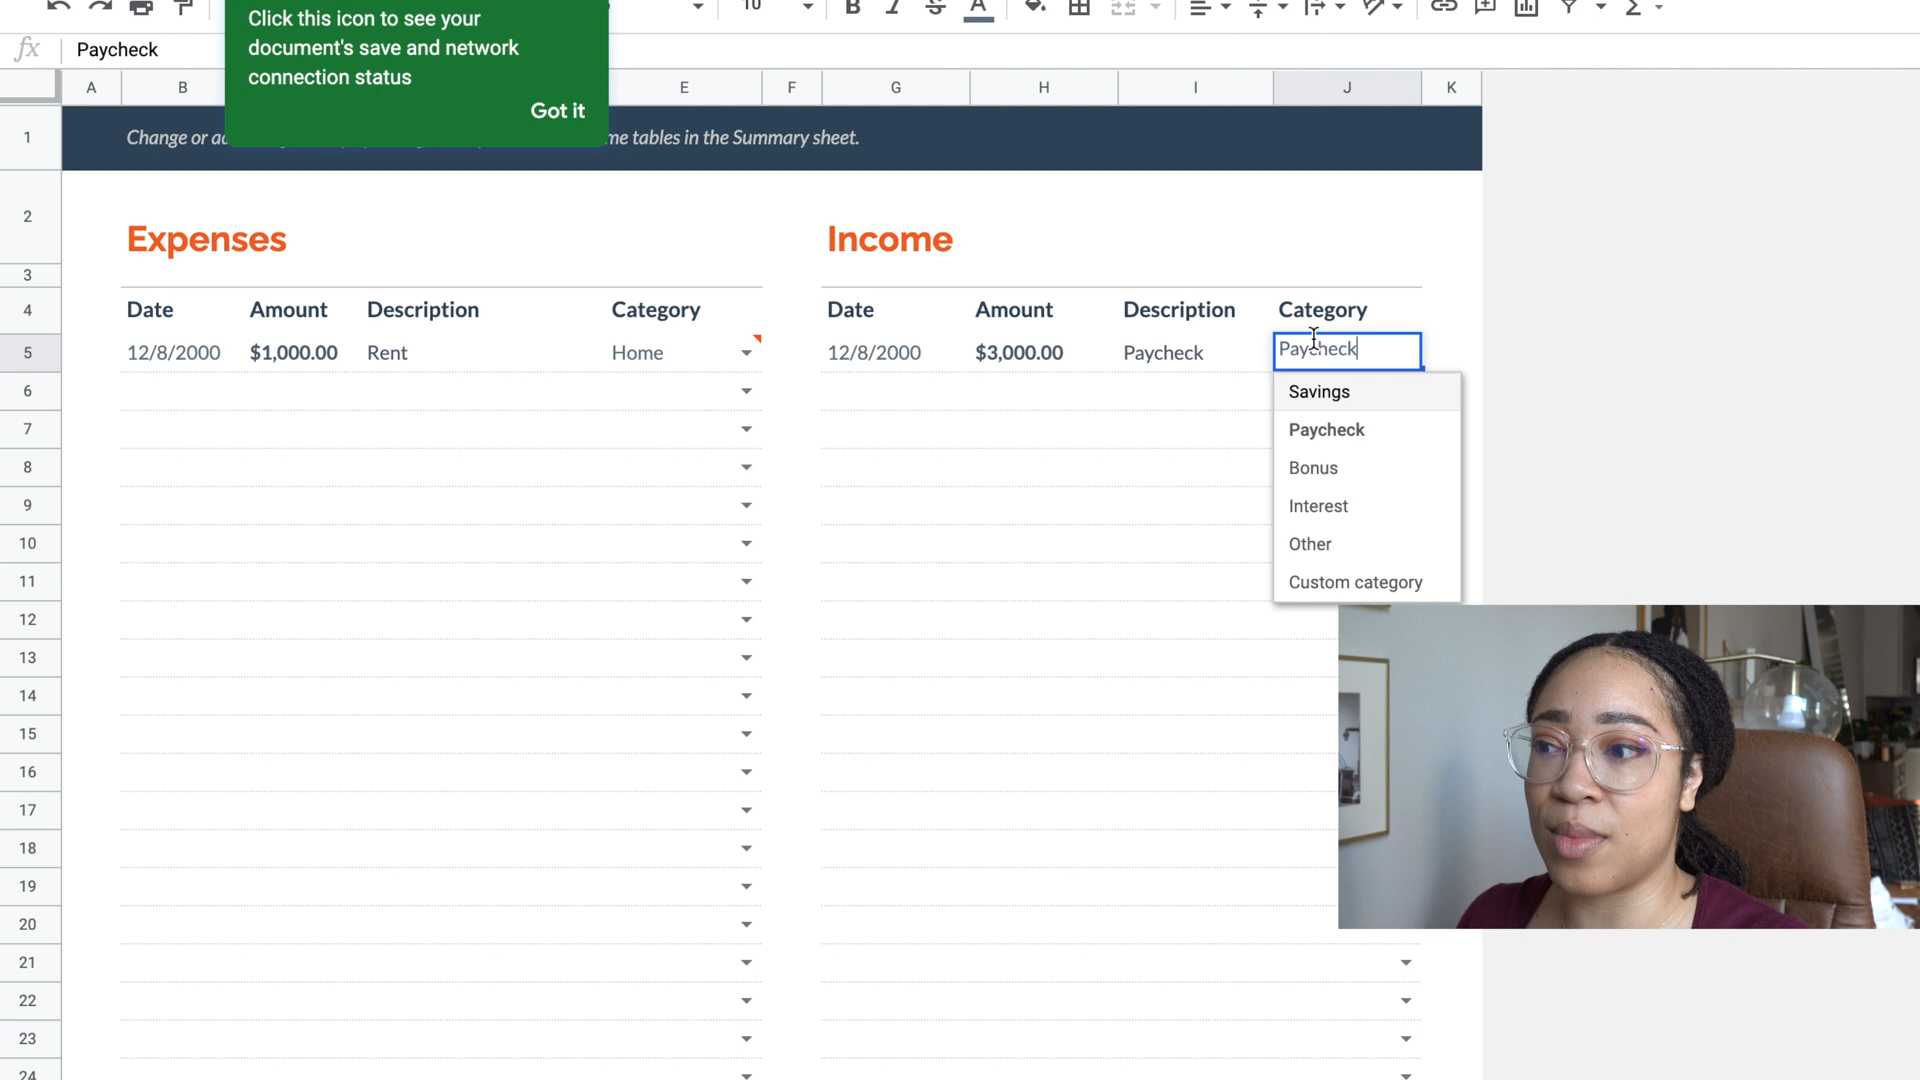 10
Click this icon to see your
document's save and network
connection status
Got it
fx Paycheck
A B E F G H I J K
1 Change or ad me tables in the Summary sheet.
2 Expenses Income
3
4 Date Amount Description Category Date Amount Description Category
5 12/8/2000 $1,000.00 Rent Home 12/8/2000 $3,000.00 Paycheck Paycheck
6 Savings
7 Paycheck
8 Bonus
9 Interest
10 Other
11 Custom category
12
13
14
15
16
17
18
19
20
21
22
23
24